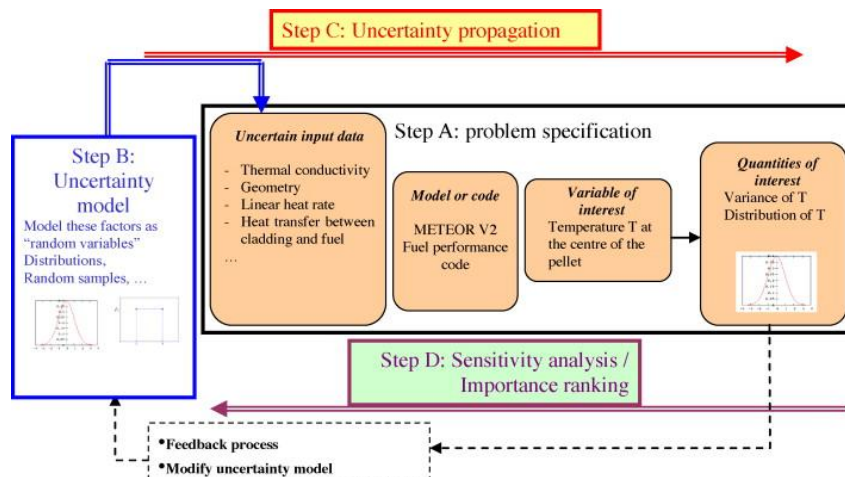 Step C: Uncertainty propagation
Step B:
Uncertainty
model
Model these factors as
“random variables”
Distributions,
Random samples, …
Uncertain input data
- Thermal conductivity
- Geometry
- Linear heat rate
- Heat transfer between
cladding and fuel
…
Step A: problem specification
Model or code
METEOR V2
Fuel performance
code
Variable of
interest
Temperature T at
the centre of the
pellet
Quantities of
interest
Variance of T
Distribution of T
Step D: Sensitivity analysis /
Importance ranking
•Feedback process
•Modify uncertainty model